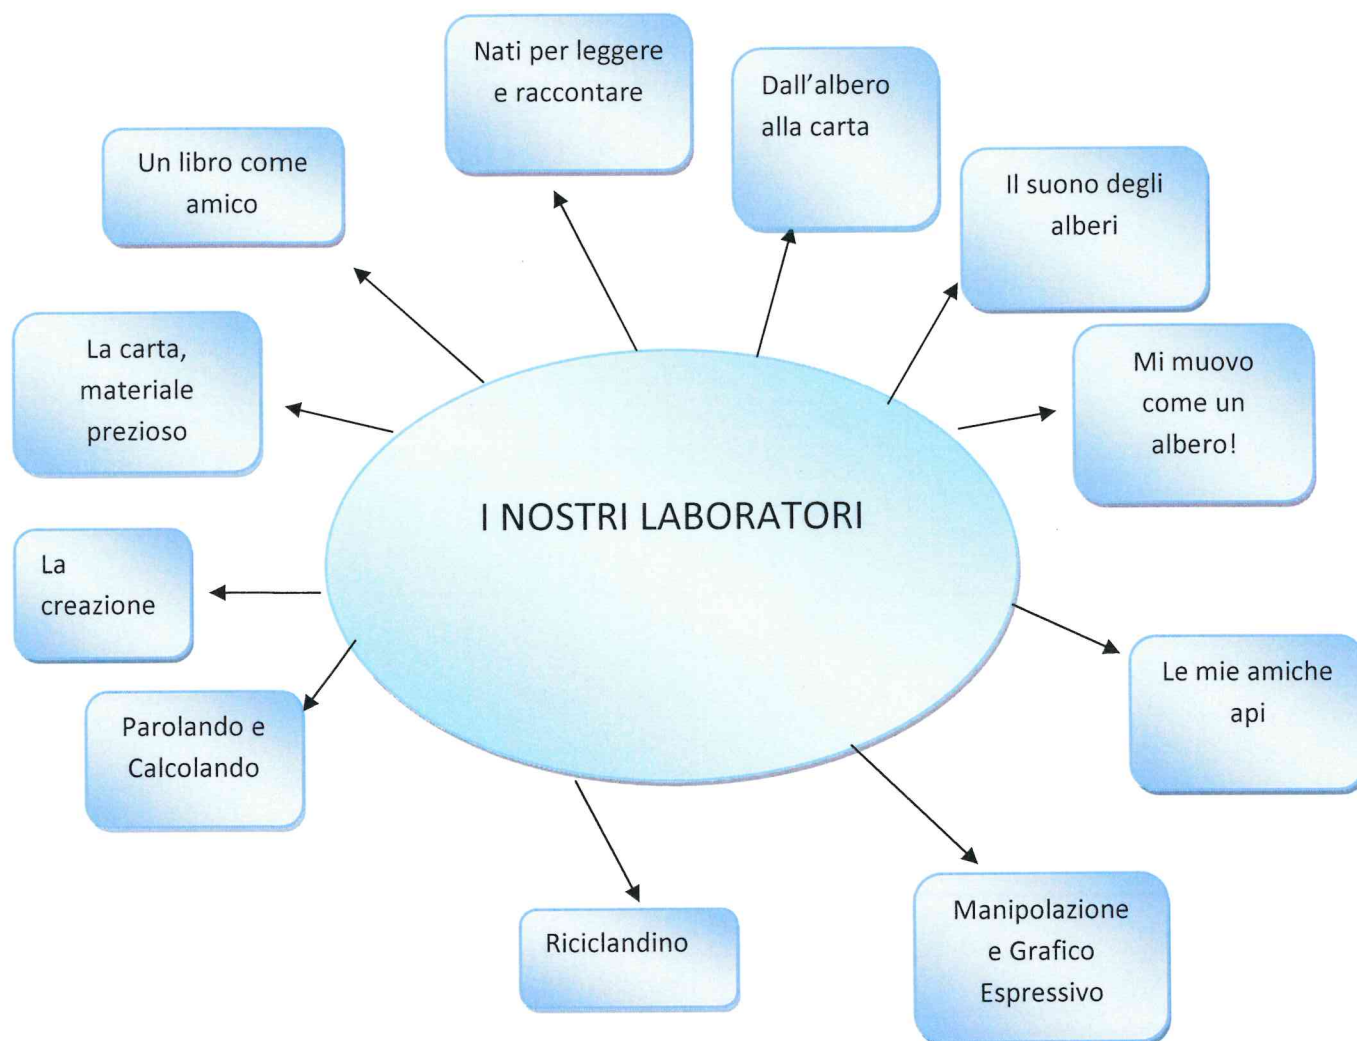 Nati per leggere
e raccontare
Dall'albero
alla carta
Un libro come
amico
Il suono degli
alberi
La carta,
materiale
prezioso
Mi muovo
come un
albero!
I NOSTRI LABORATORI
La
creazione
Le mie amiche
api
Parolando e
Calcolando
Riciclandino
Manipolazione
e Grafico
Espressivo